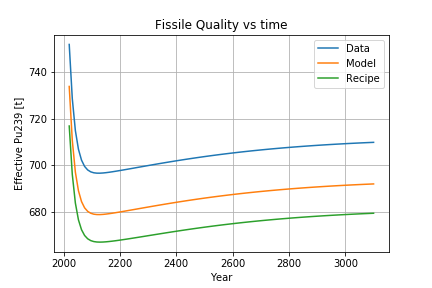 Fissile Quality vs time
Data
Model
Recipe
Effective Pu239 [t]
740
720
700
680
2000 2200 2400 2600 2800 3000
Year